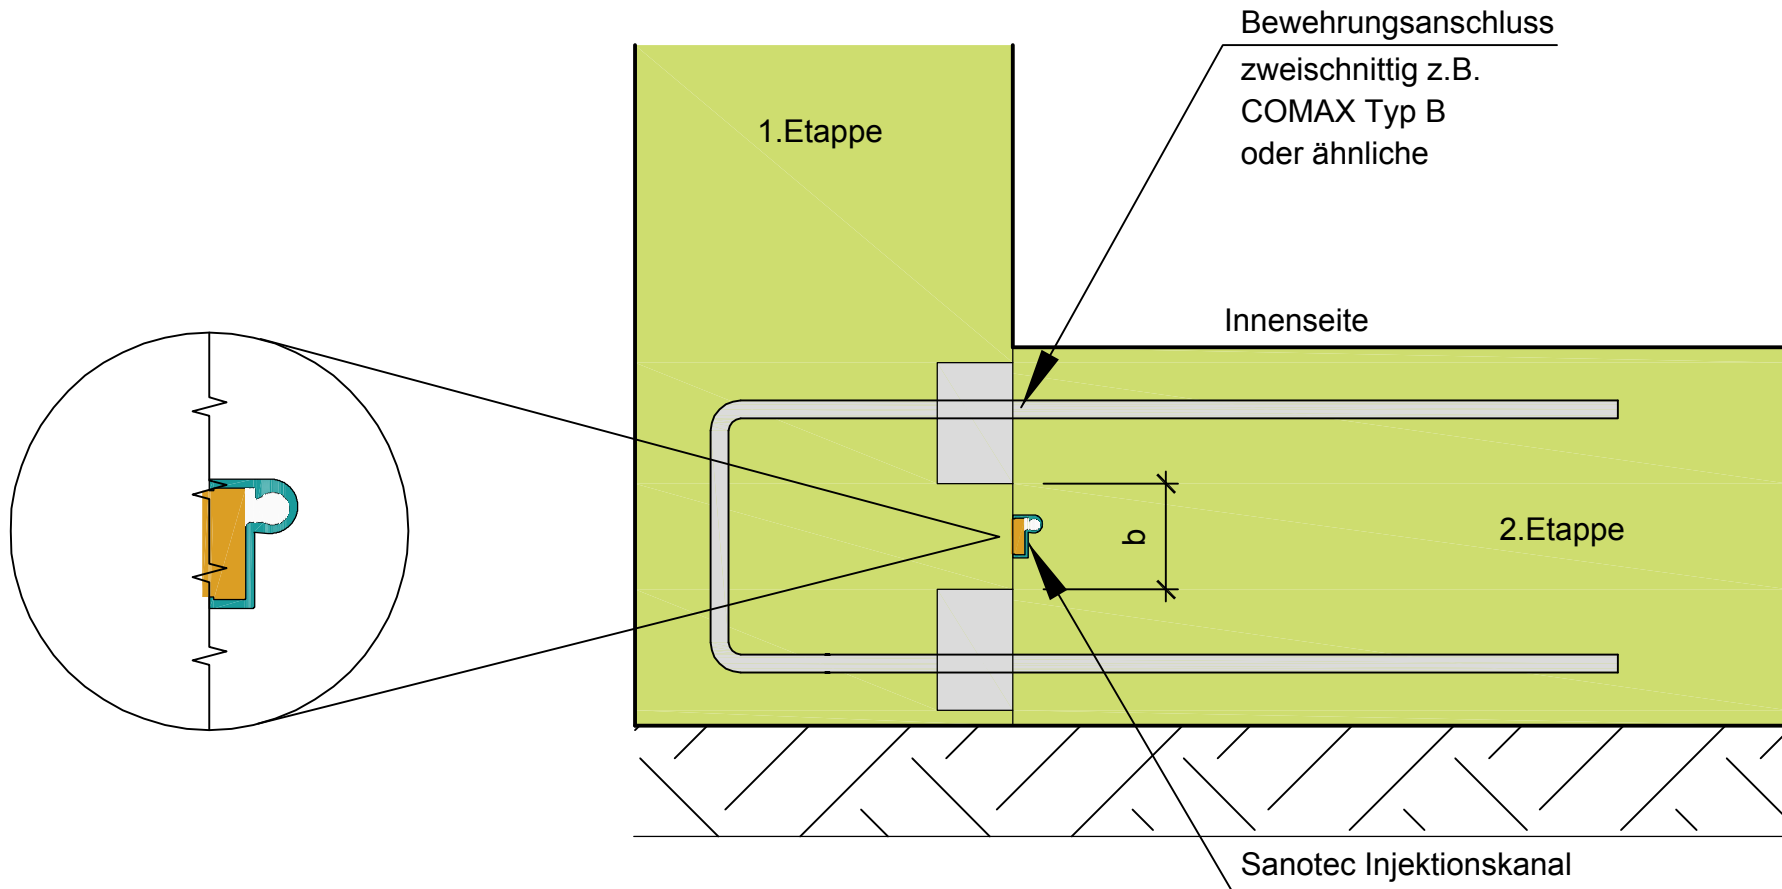 Bewehrungsanschluss
zweischnittig z.B.
COMAX Typ B
oder ähnliche
1.Etappe
Innenseite
2.Etappe
b
Sanotec Injektionskanal